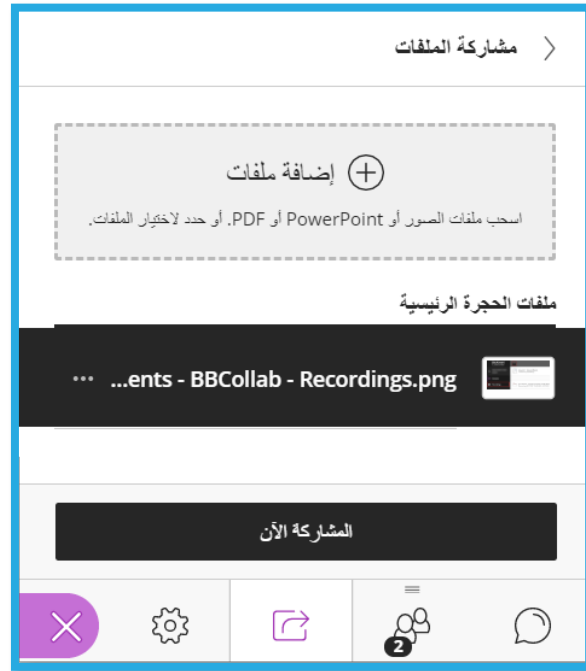 مشاركة الملفات
إضافة ملفات
اسحب ملفات الصور أو PowerPoint أو PDF. أو حدد لاختيار الملفات.
ملفات الحجرة الرئيسية
...ents - BBCollab - Recordings.png
المشاركة الآن
2